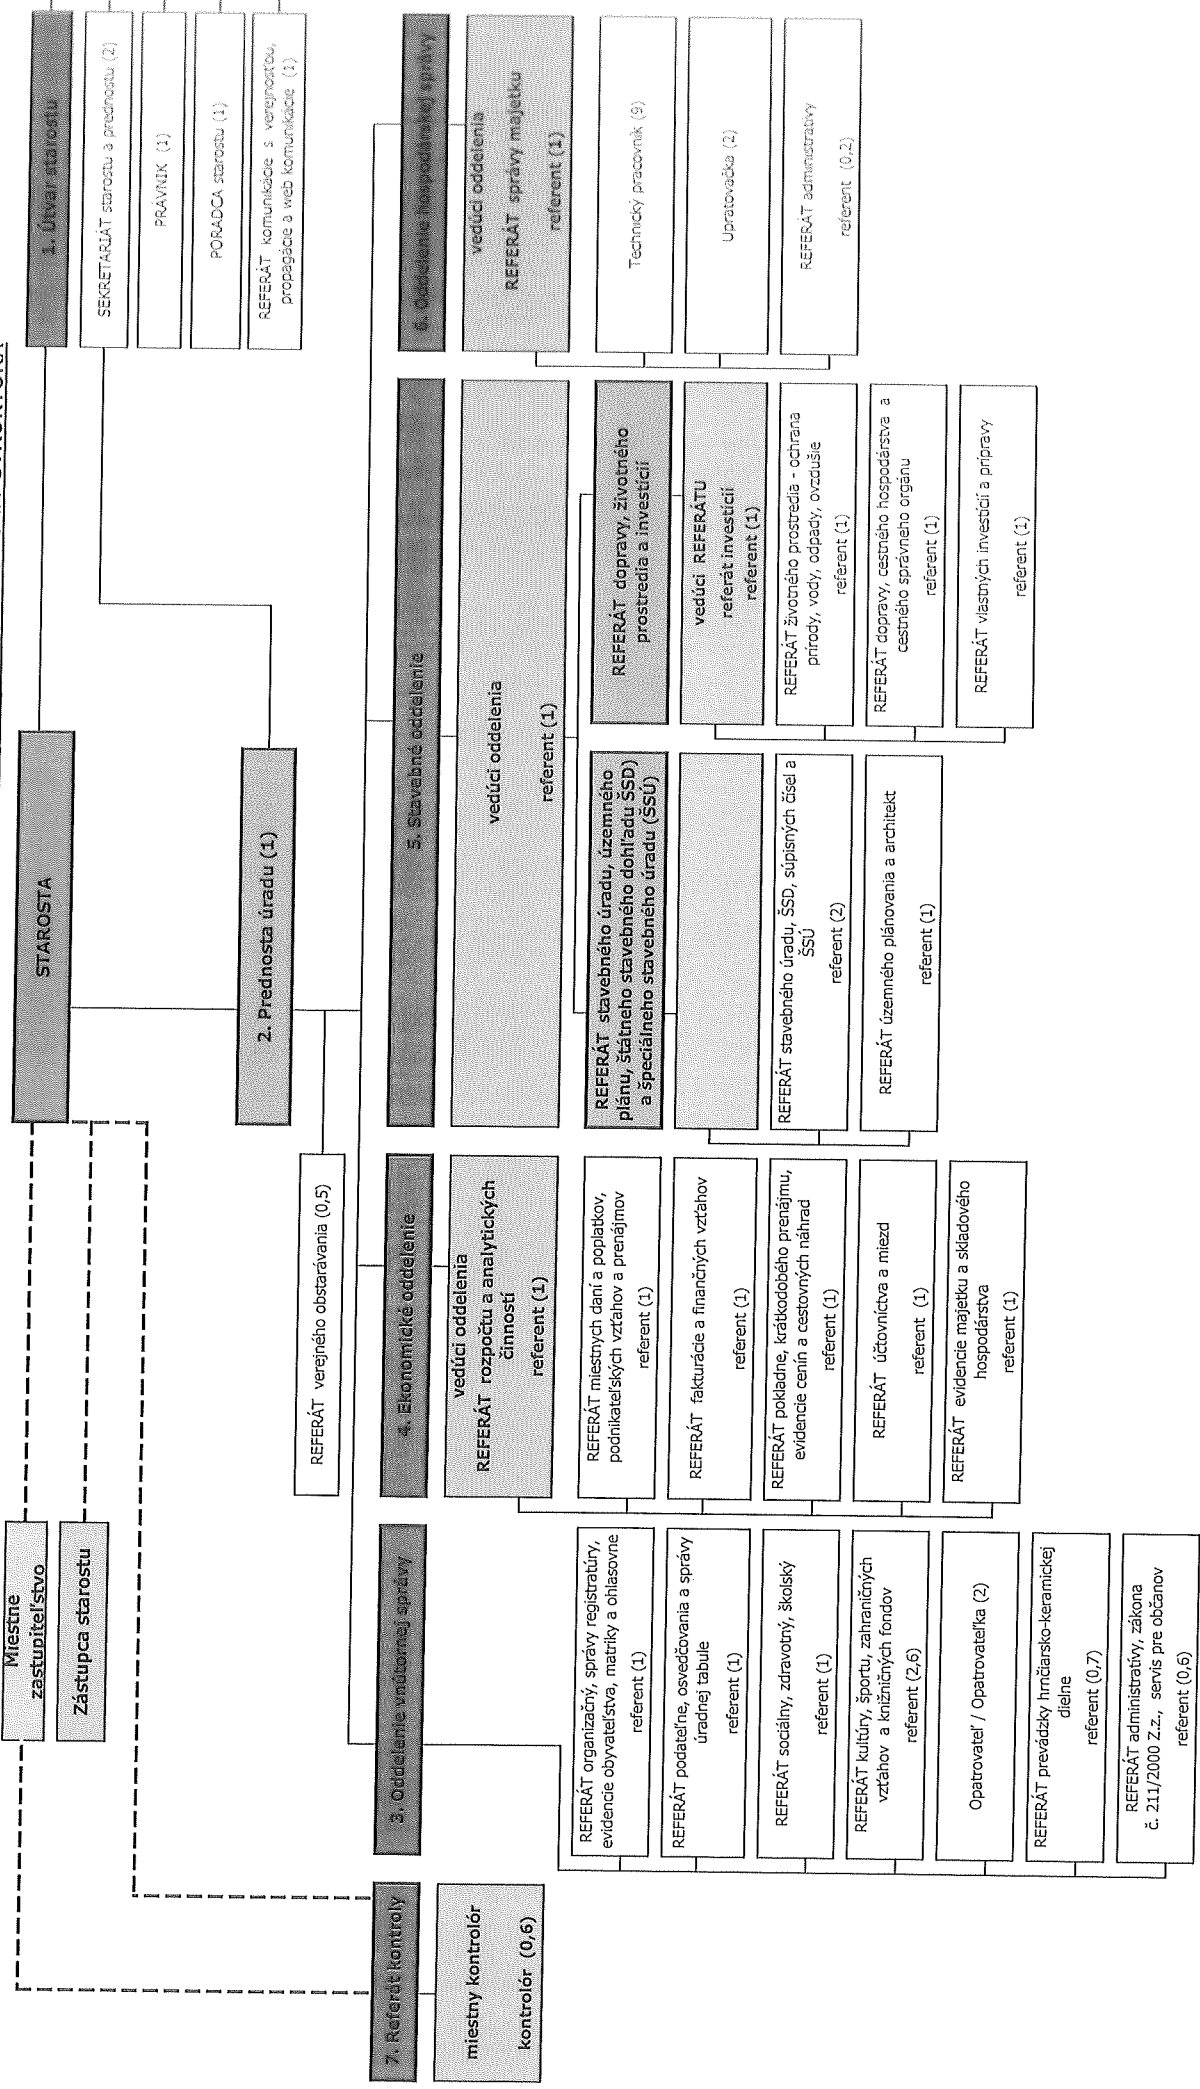 ŠTRUKTÚRA
Miestne
zastupiteľstvo
Zástupca starostu
STAROSTA
1. Útvar starostu
SEKRETARIÁT starostu a prednostu (2)
PRÁVNIK (1)
PORADCA starostu (1)
REFERÁT komunikácie s verejnosťou,
propagácie a web komunikácie (1)
2. Prednosta úradu (1)
REFERÁT verejného obstarávania (0,5)
7. Referát kontroly
miestny kontrolór
kontrolór (0,6)
3. Oddelenie vnútornej správy
REFERÁT organizačný, správy registratúry,
evidencie obyvateľstva, matriky a ohlasovne
referent (1)
REFERÁT podateľne, osvedčovania a správy
úradnej tabule
referent (1)
REFERÁT sociálny, zdravotný, školský
referent (1)
REFERÁT kultúry, športu, zahraničných
vzťahov a knižničných fondov
referent (2,6)
Opatrovateľ / Opatrovateľka (2)
REFERÁT prevádzky hrnčiarsko-keramickej
dielne
referent (0,7)
REFERÁT administratívy, zákona
č. 211/2000 Z.z., servis pre občanov
referent (0,6)
4. Ekonomické oddelenie
vedúci oddelenia
REFERÁT rozpočtu a analytických
činností
referent (1)
REFERÁT miestnych daní a poplatkov,
podnikateľských vzťahov a prenájmov
referent (1)
REFERÁT fakturácie a finančných vzťahov
referent (1)
REFERÁT pokladne, krátkodobého prenájmu,
evidencie cenín a cestovných náhrad
referent (1)
REFERÁT účtovníctva a miezd
referent (1)
REFERÁT evidencie majetku a skladového
hospodárstva
referent (1)
5. Stavebné oddelenie
vedúci oddelenia
referent (1)
REFERÁT stavebného úradu, územného
plánu, štátneho stavebného dohľadu ŠSD)
a špeciálneho stavebného úradu (ŠSÚ)
REFERÁT stavebného úradu, ŠSD, súpisných čísel a
ŠSÚ
referent (2)
REFERÁT územného plánovania a architekt
referent (1)
REFERÁT dopravy, životného
prostredia a investícií
vedúci REFERÁTU
referát investícií
referent (1)
REFERÁT životného prostredia - ochrana
prírody, vody, odpady, ovzdušie
referent (1)
REFERÁT dopravy, cestného hospodárstva a
cestného správneho orgánu
referent (1)
REFERÁT vlastných investícií a prípravy
referent (1)
6. Oddelenie hospodárskej správy
vedúci oddelenia
REFERÁT správy majetku
referent (1)
Technický pracovník (9)
Upratovačka (2)
REFERÁT administratívy
referent (0,2)